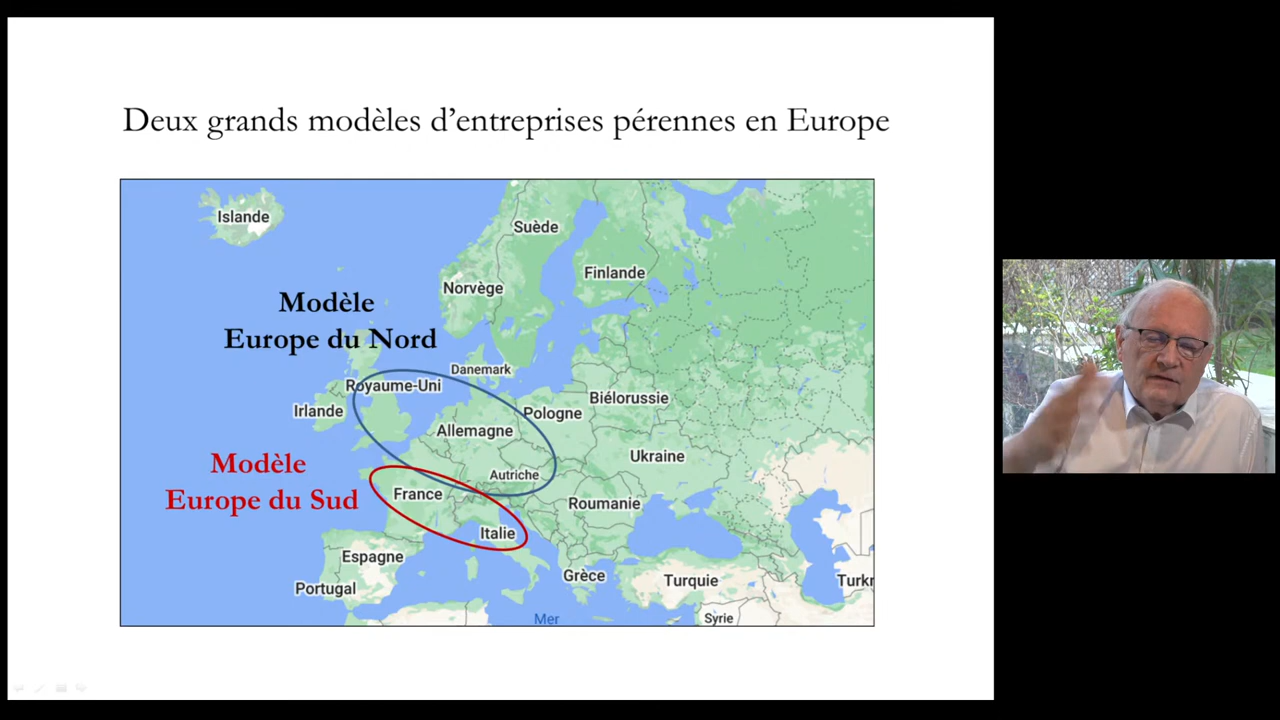 Deux grands modèles d'entreprises pérennes en Europe
Islande
Suède
Finlande
Norvège
Modèle
Europe du Nord
Danemark
Royaume-Uni
Biélorussie
Irlande
Pologne
Allemagne
Ukraine
Modèle
Europe du Sud
Autriche
France
Roumanie
Italie
Espagne
Grèce
Turquie
Turkr
Portugal
Mer
Syrie